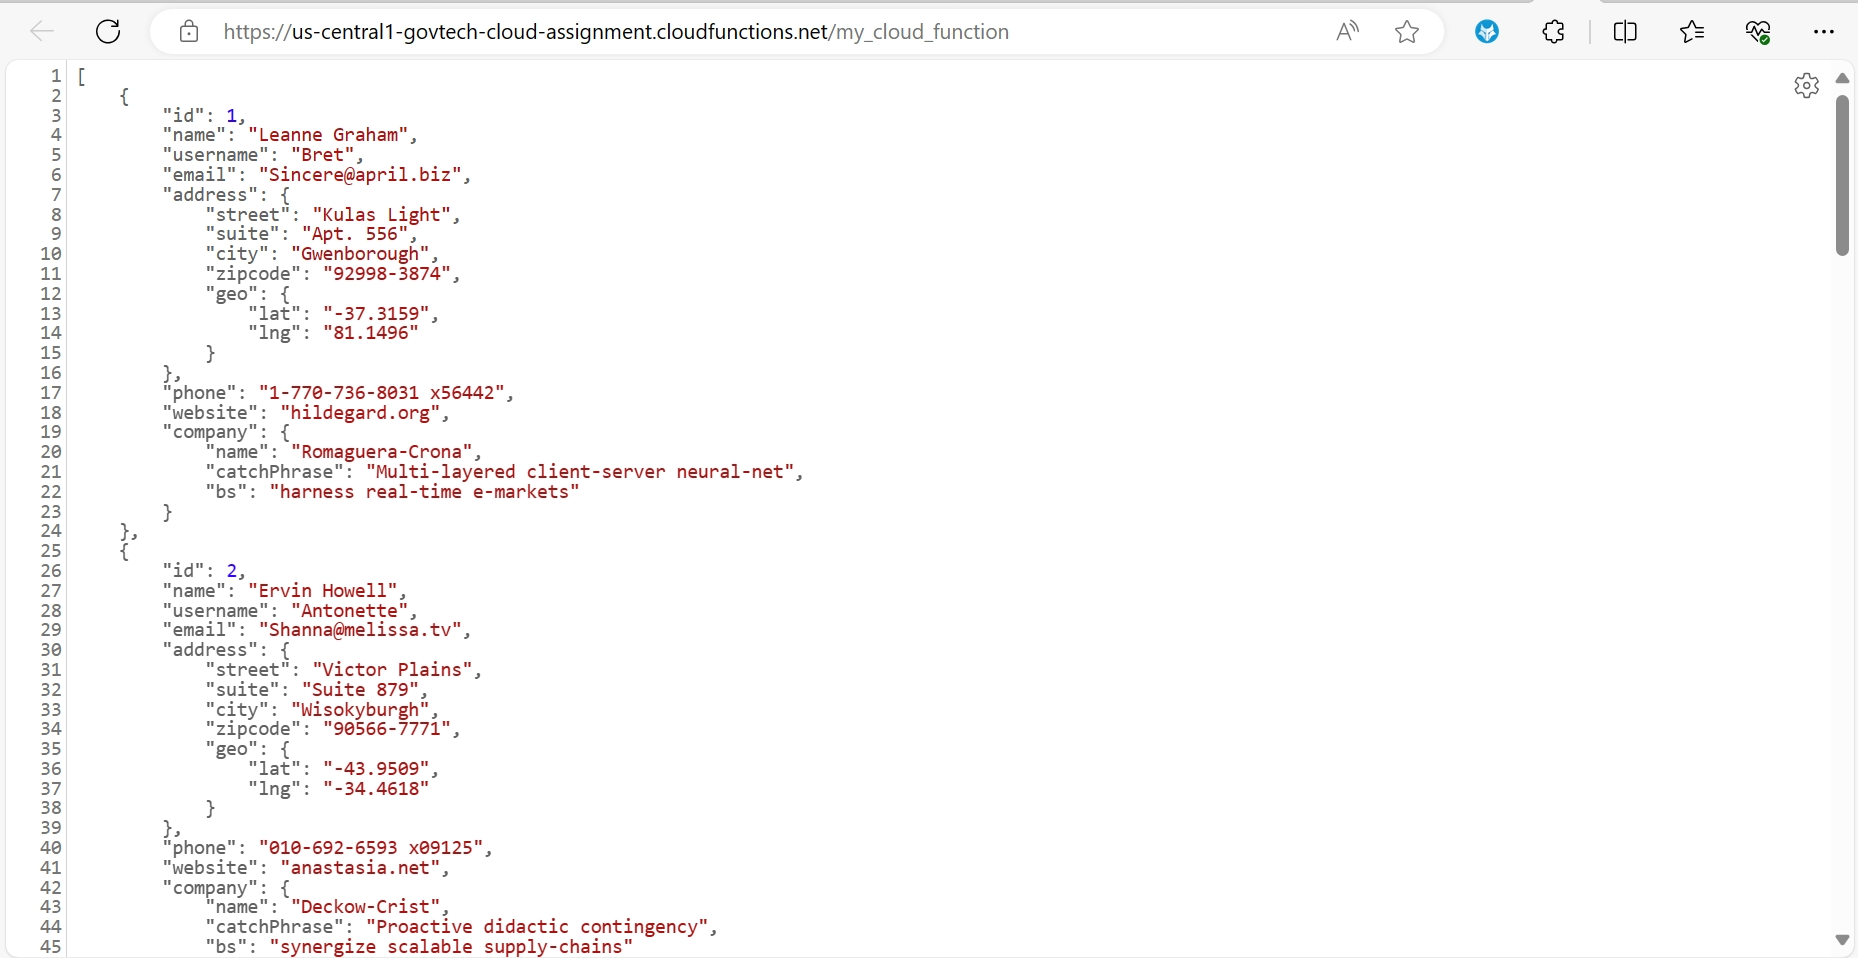 https://us-central1-govtech-cloud-assignment.cloudfunctions.net/my_cloud_function
1 [
2 {
3 "id": 1,
4 "name": "Leanne Graham",
5 "username": "Bret",
6 "email": "Sincere@april.biz",
7 "address": {
8 "street": "Kulas Light",
9 "suite": "Apt. 556",
10 "city": "Gwenborough",
11 "zipcode": "92998-3874",
12 "geo": {
13 "lat": "-37.3159",
14 "lng": "81.1496"
15 }
16 },
17 "phone": "1-770-736-8031 x56442",
18 "website": "hildegard.org",
19 "company": {
20 "name": "Romaguera-Crona",
21 "catchPhrase": "Multi-layered client-server neural-net",
22 "bs": "harness real-time e-markets"
23 }
24 },
25 {
26 "id": 2,
27 "name": "Ervin Howell",
28 "username": "Antonette",
29 "email": "Shanna@melissa.tv",
30 "address": {
31 "street": "Victor Plains",
32 "suite": "Suite 879",
33 "city": "Wisokyburgh",
34 "zipcode": "90566-7771",
35 "geo": {
36 "lat": "-43.9509",
37 "lng": "-34.4618"
38 }
39 },
40 "phone": "010-692-6593 x09125",
41 "website": "anastasia.net",
42 "company": {
43 "name": "Deckow-Crist",
44 "catchPhrase": "Proactive didactic contingency",
45 "bs": "synergize scalable supply-chains"